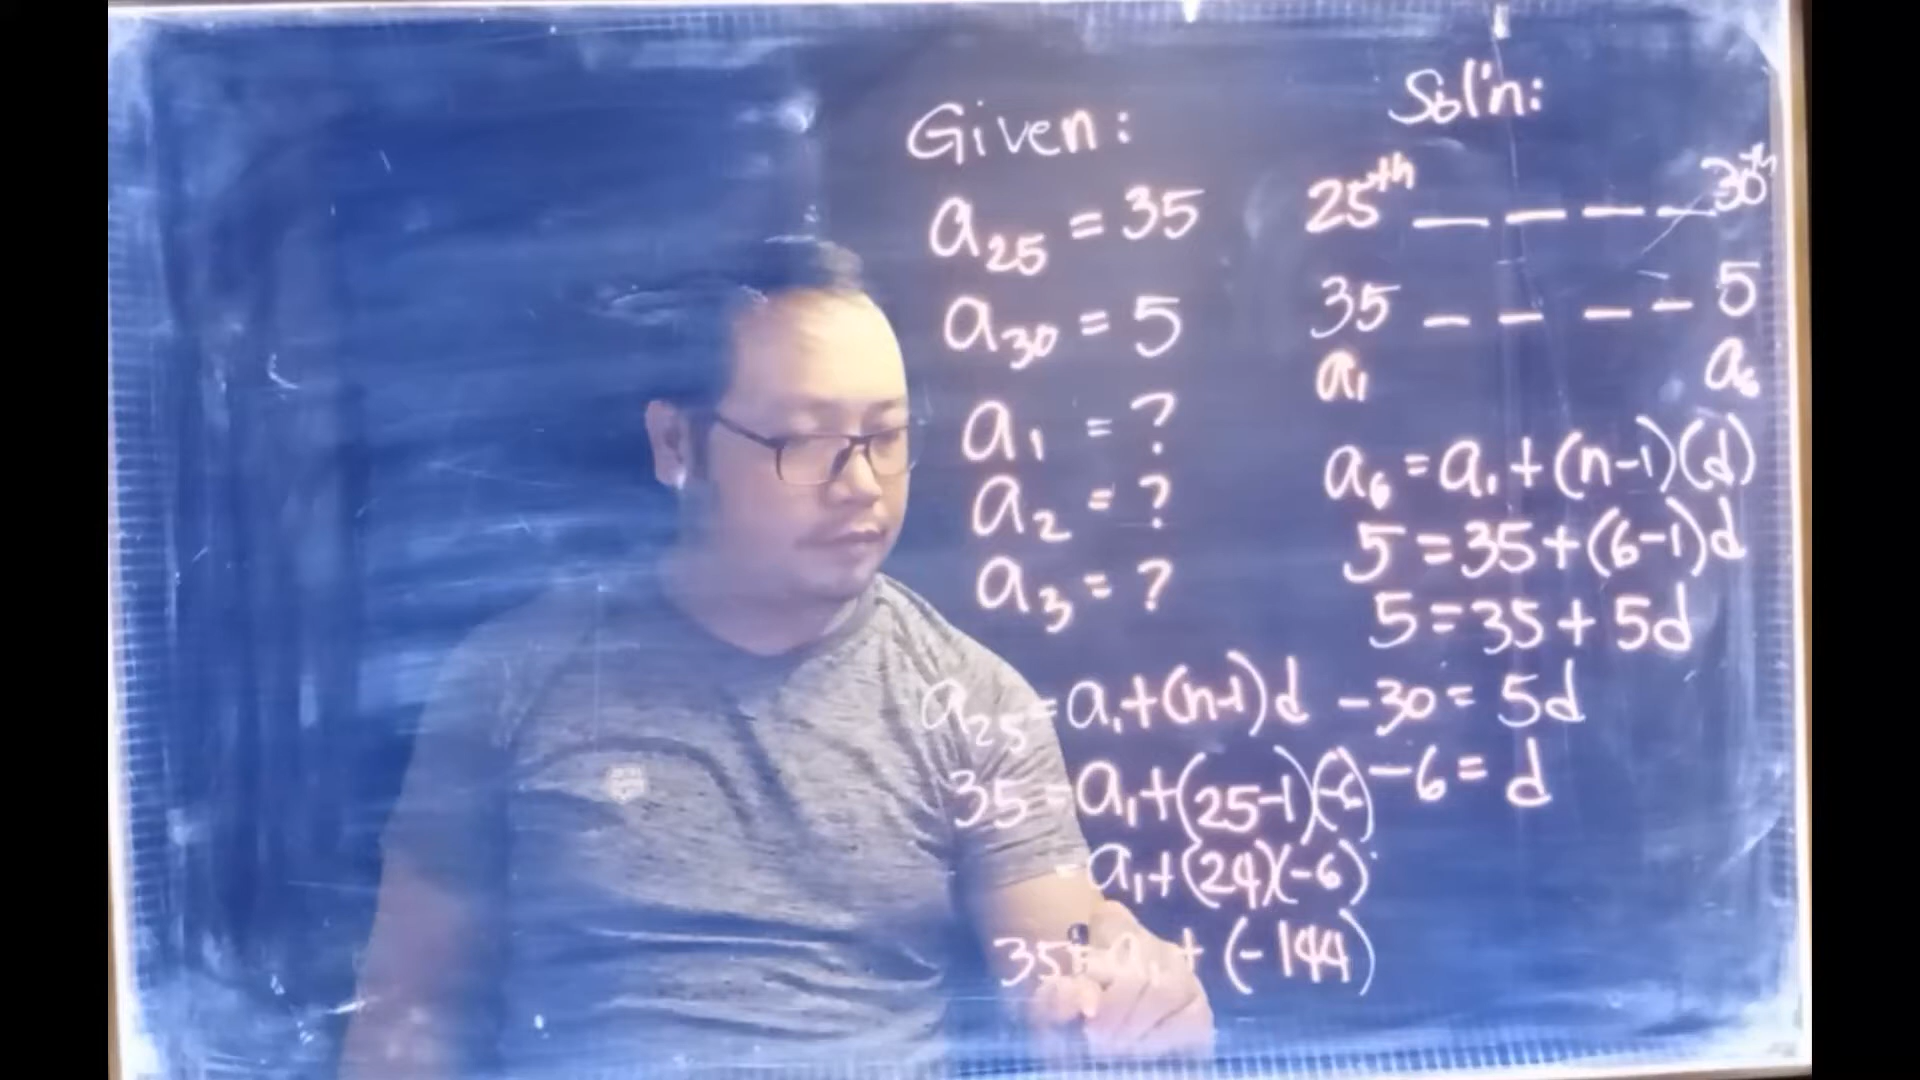 Given:
a₂₅ = 35
a₃₀ = 5
a₁ = ?
a₂ = ?
a₃ = ?
a₂₅ = a₁ + (n-1)d
35 = a₁ + (25-1)(-6)
= a₁ + (24)(-6)
35 = a₁ + (-144)
Sol'n:
25th _ _ _ _ 30th
35 _ _ _ _ 5
a₁ a₆
a₆ = a₁ + (n-1)(d)
5 = 35 + (6-1)d
5 = 35 + 5d
-30 = 5d
-6 = d